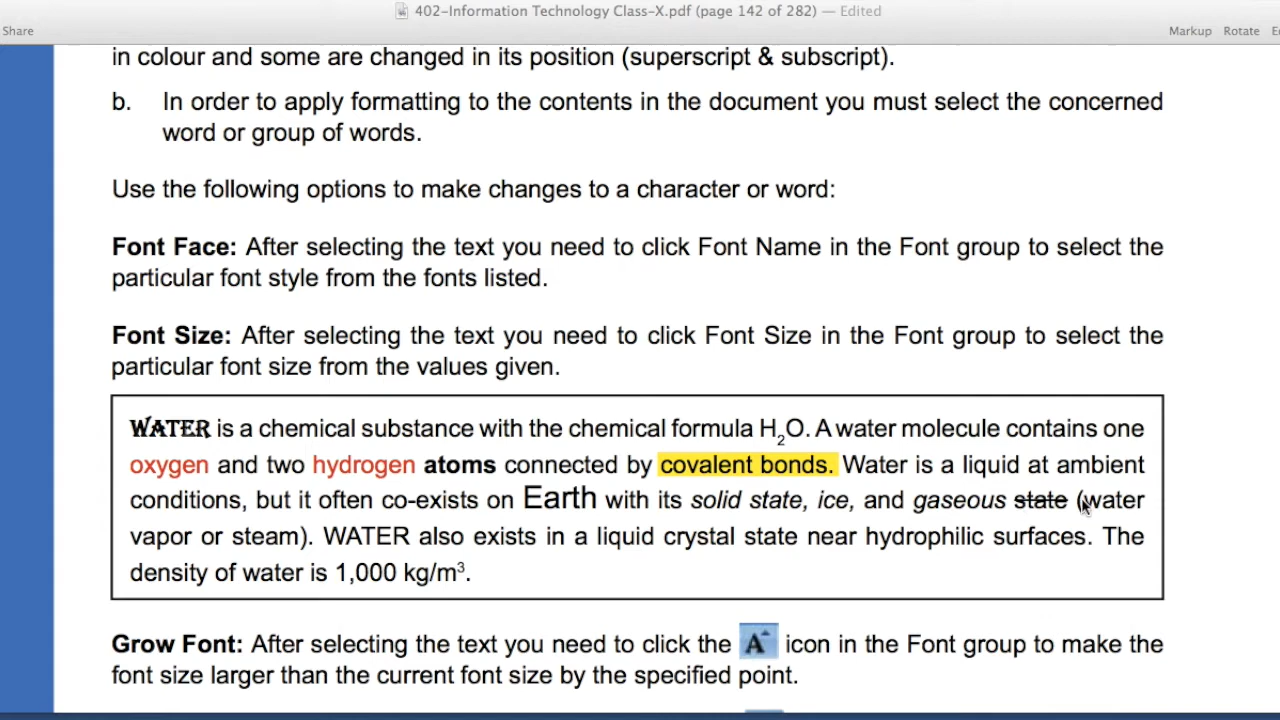 402-Information Technology Class-X.pdf (page 142 of 282) — Edited
Share
Markup Rotate
in colour and some are changed in its position (superscript & subscript).
b. In order to apply formatting to the contents in the document you must select the concerned
word or group of words.
Use the following options to make changes to a character or word:
Font Face: After selecting the text you need to click Font Name in the Font group to select the
particular font style from the fonts listed.
Font Size: After selecting the text you need to click Font Size in the Font group to select the
particular font size from the values given.
WATER is a chemical substance with the chemical formula H₂O. A water molecule contains one
oxygen and two hydrogen atoms connected by covalent bonds. Water is a liquid at ambient
conditions, but it often co-exists on Earth with its solid state, ice, and gaseous state (water
vapor or steam). WATER also exists in a liquid crystal state near hydrophilic surfaces. The
density of water is 1,000 kg/m³.
Grow Font: After selecting the text you need to click the A icon in the Font group to make the
font size larger than the current font size by the specified point.